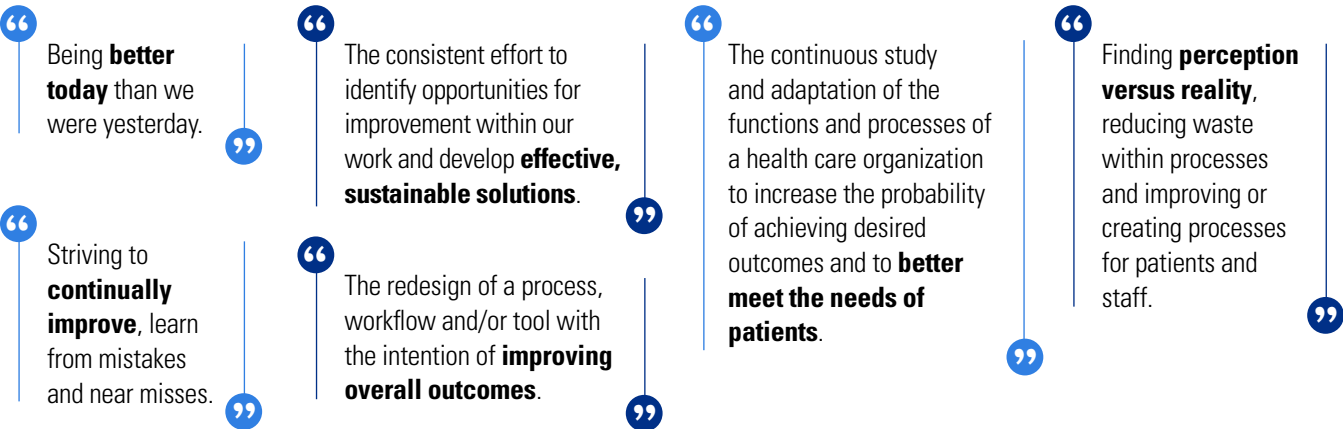 Being better
today than we
were yesterday.
Striving to
continually
improve, learn
from mistakes
and near misses.
The consistent effort to
identify opportunities for
improvement within our
work and develop effective,
sustainable solutions.
The redesign of a process,
workflow and/or tool with
the intention of improving
overall outcomes.
The continuous study
and adaptation of the
functions and processes of
a health care organization
to increase the probability
of achieving desired
outcomes and to better
meet the needs of
patients.
Finding perception
versus reality,
reducing waste
within processes
and improving or
creating processes
for patients and
staff.